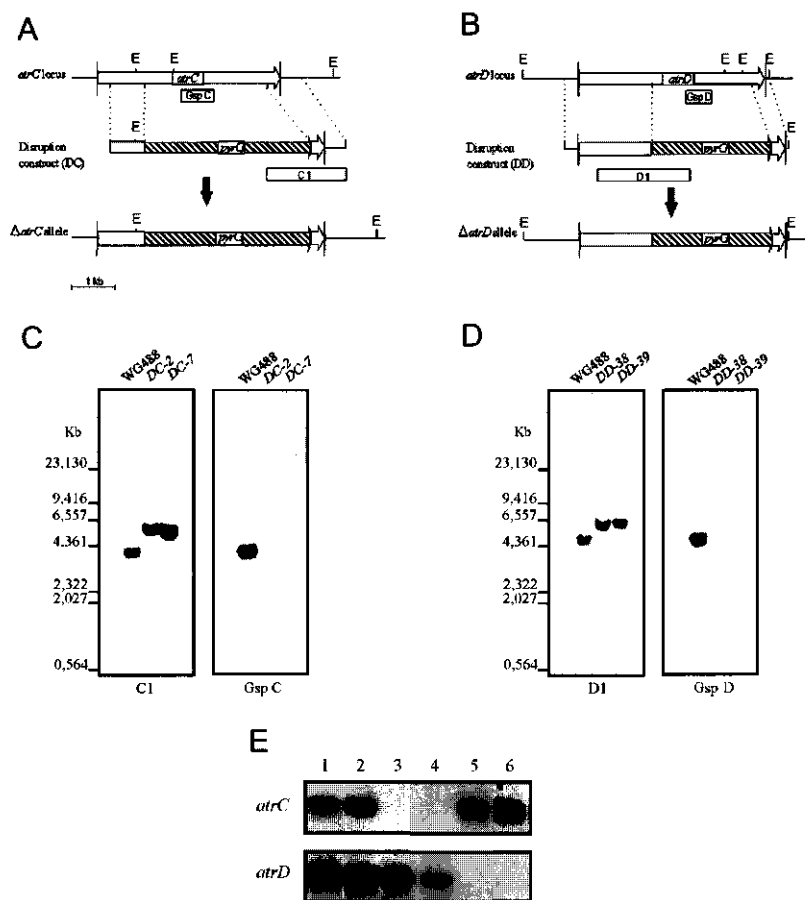 A
E E E
atrC locus
atrC
Gsp C
E
Disruption construct (DC)
pyrG
C1
E E
ΔatrC allele
pyrG
1 kb
B
E E E E
atrD locus
atrD
Gsp D
E
Disruption construct (DD)
pyrG
D1
E E
ΔatrD allele
pyrG
C
WG488 DC-2 DC-7 WG488 DC-2 DC-7
Kb
23,130
9,416
6,557
4,361
2,322
2,027
0,564
C1 Gsp C
D
WG488 DD-38 DD-39 WG488 DD-38 DD-39
Kb
23,130
9,416
6,557
4,361
2,322
2,027
0,564
D1 Gsp D
E
1 2 3 4 5 6
atrC
atrD